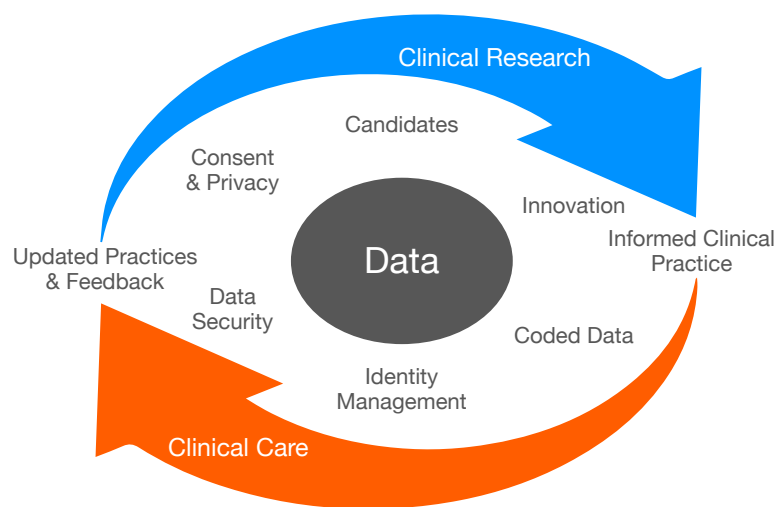 Clinical Research
Candidates
Consent
& Privacy
Innovation
Data
Updated Practices
& Feedback
Informed Clinical
Practice
Data
Security
Coded Data
Identity
Management
Clinical Care